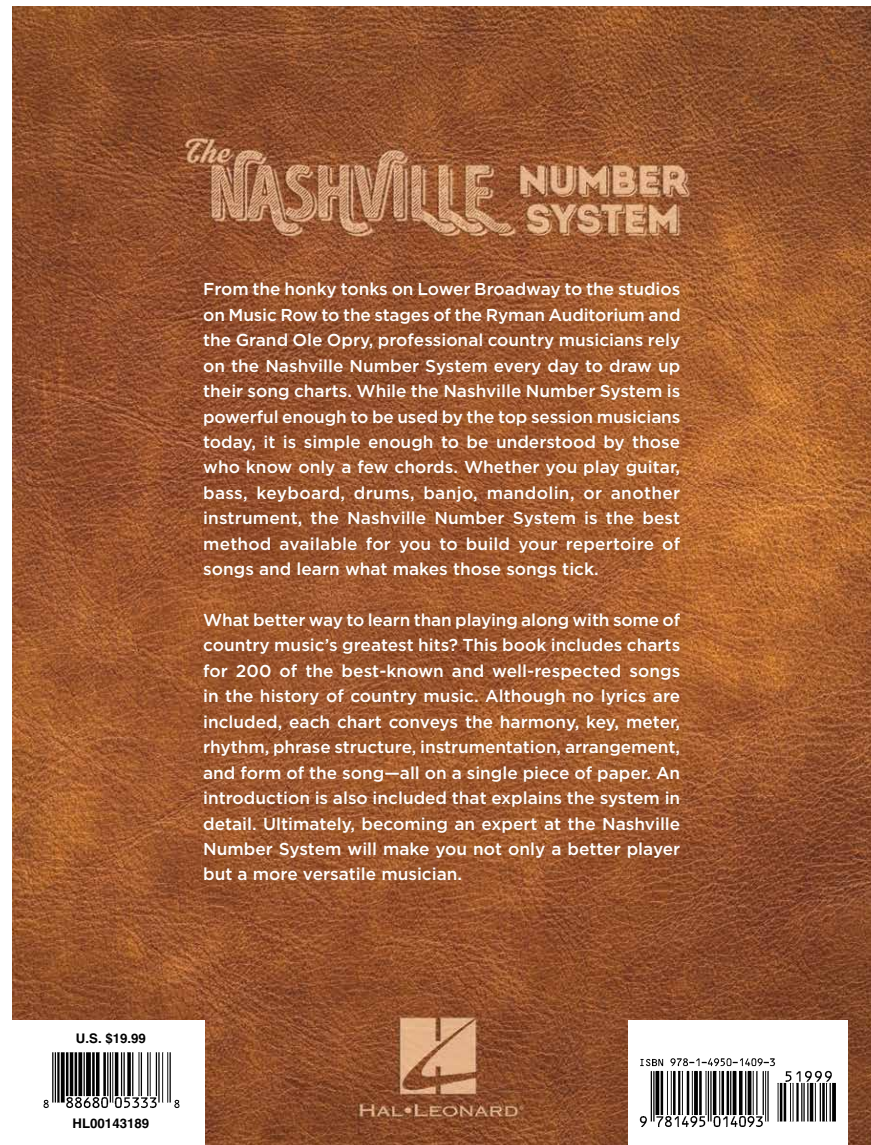 The
NASHVILLE NUMBER
SYSTEM
From the honky tonks on Lower Broadway to the studios
on Music Row to the stages of the Ryman Auditorium and
the Grand Ole Opry, professional country musicians rely
on the Nashville Number System every day to draw up
their song charts. While the Nashville Number System is
powerful enough to be used by the top session musicians
today, it is simple enough to be understood by those
who know only a few chords. Whether you play guitar,
bass, keyboard, drums, banjo, mandolin, or another
instrument, the Nashville Number System is the best
method available for you to build your repertoire of
songs and learn what makes those songs tick.
What better way to learn than playing along with some of
country music's greatest hits? This book includes charts
for 200 of the best-known and well-respected songs
in the history of country music. Although no lyrics are
included, each chart conveys the harmony, key, meter,
rhythm, phrase structure, instrumentation, arrangement,
and form of the song—all on a single piece of paper. An
introduction is also included that explains the system in
detail. Ultimately, becoming an expert at the Nashville
Number System will make you not only a better player
but a more versatile musician.
U.S. $19.99
8 88680 05333 8
HL00143189
HAL•LEONARD®
ISBN 978-1-4950-1409-3
51999
9 781495 014093